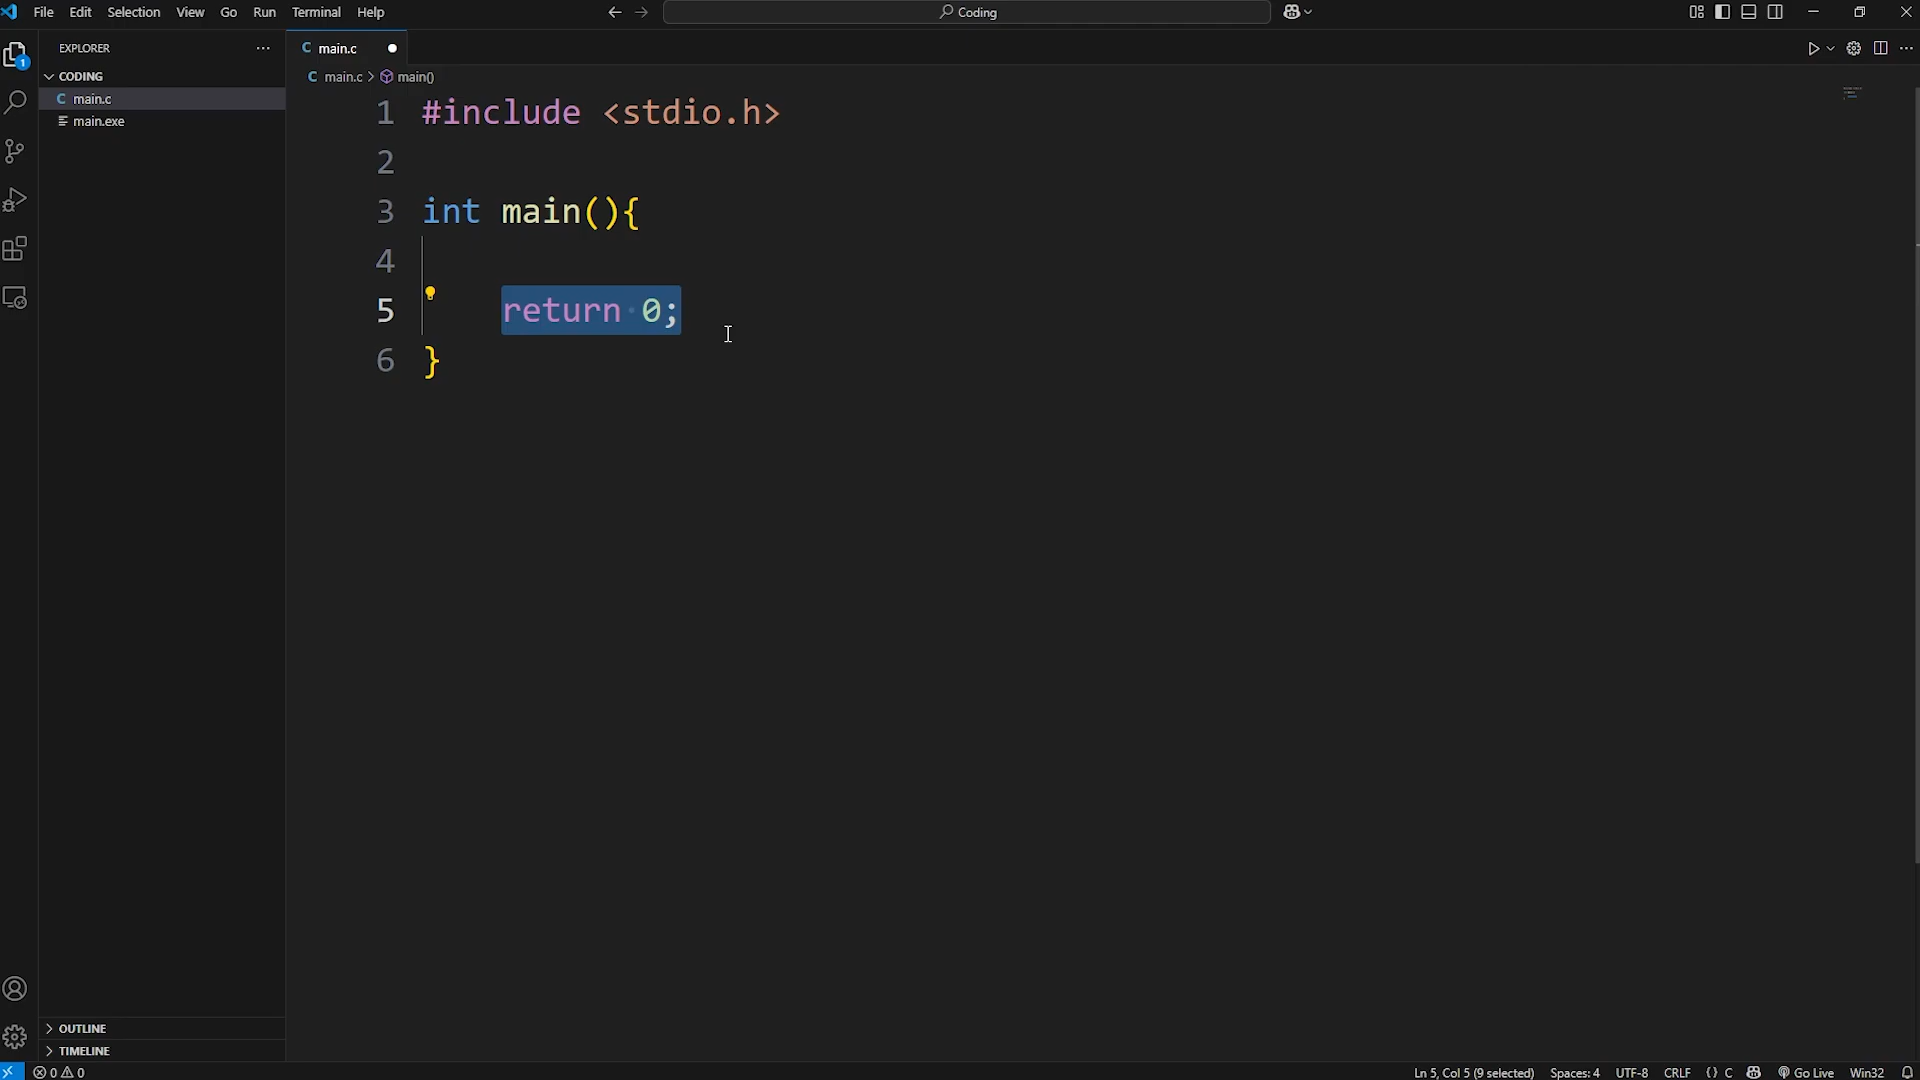 File Edit Selection View Go Run Terminal Help
Coding
EXPLORER
CODING
main.c
main.exe
OUTLINE
TIMELINE
1
C main.c
C main.c > main()
1 #include <stdio.h>
2
3 int main(){
4
5 return 0;
6 }
0 0
Ln 5, Col 5 (9 selected) Spaces: 4 UTF-8 CRLF {} C Go Live Win32